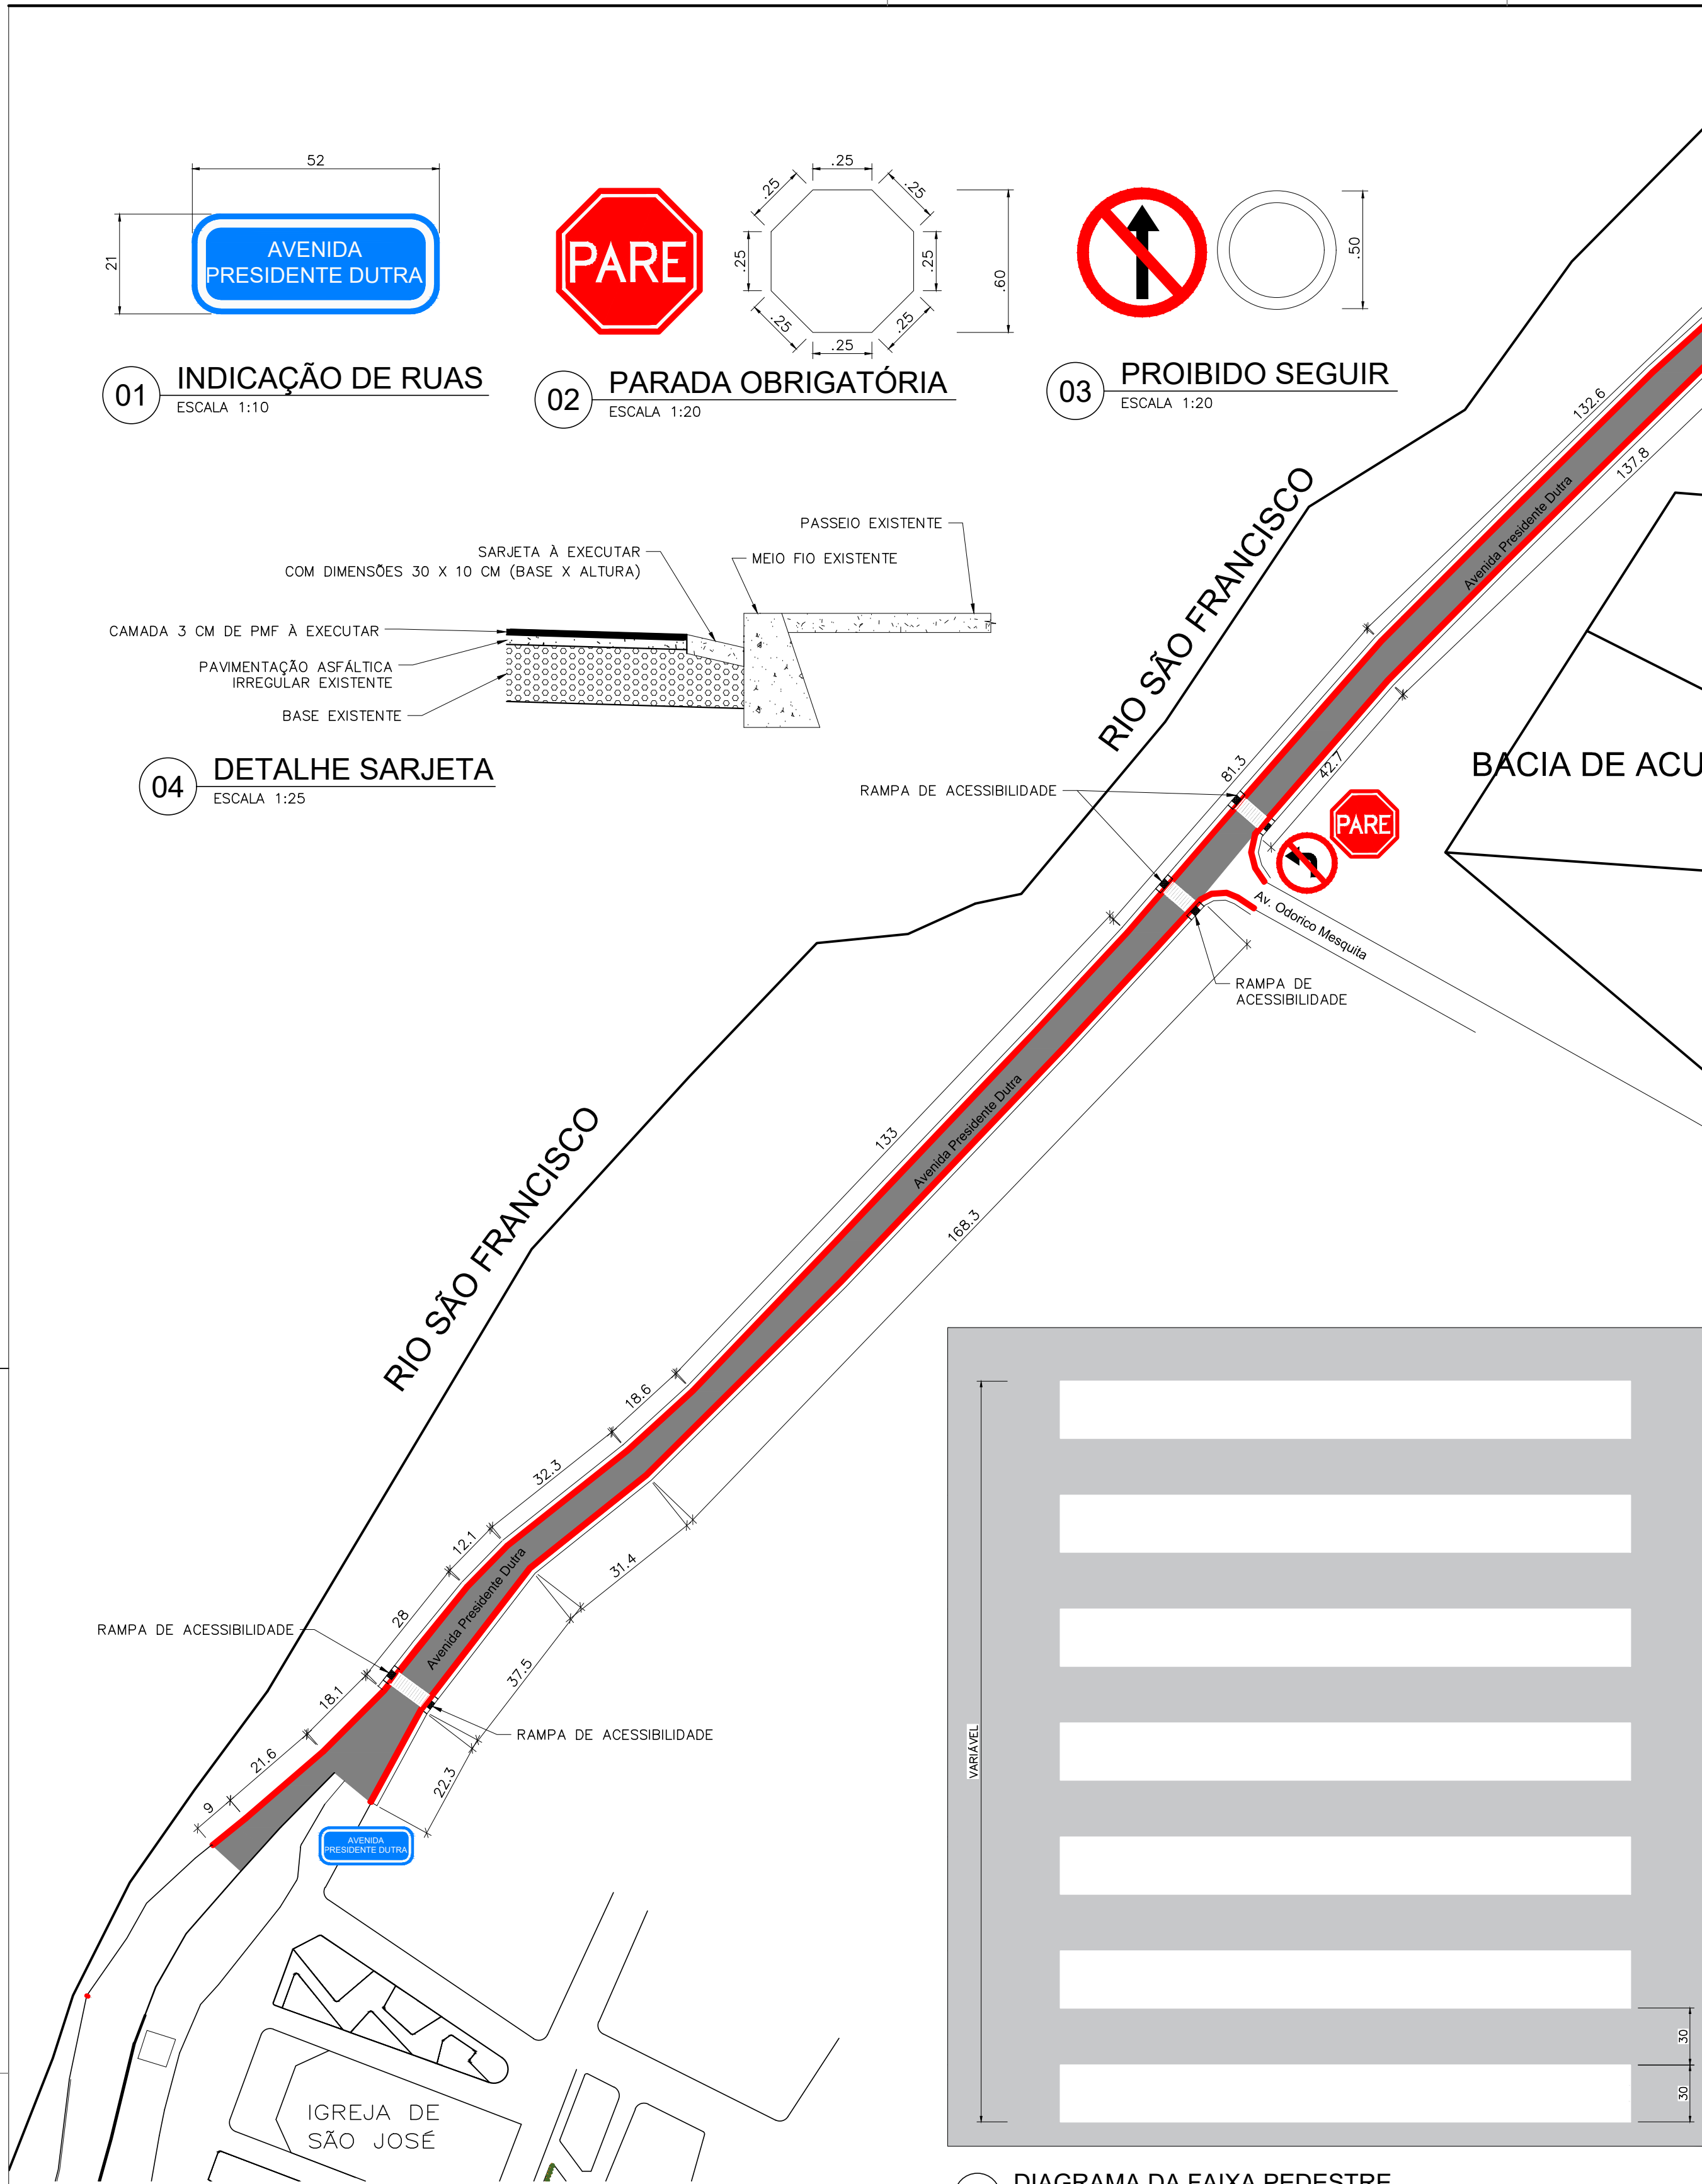 52
21
AVENIDA
PRESIDENTE DUTRA
01
INDICAÇÃO DE RUAS
ESCALA 1:10
PARE
.25
.25
.25
.25
.25
.25
.25
.25
.60
02
PARADA OBRIGATÓRIA
ESCALA 1:20
.50
03
PROIBIDO SEGUIR
ESCALA 1:20
PASSEIO EXISTENTE
SARJETA À EXECUTAR
COM DIMENSÕES 30 X 10 CM (BASE X ALTURA)
MEIO FIO EXISTENTE
CAMADA 3 CM DE PMF À EXECUTAR
PAVIMENTAÇÃO ASFÁLTICA
IRREGULAR EXISTENTE
BASE EXISTENTE
04
DETALHE SARJETA
ESCALA 1:25
132.6
137.8
Avenida Presidente Dutra
RIO SÃO FRANCISCO
BACIA DE ACU
81.3
42.7
RAMPA DE ACESSIBILIDADE
PARE
Av. Odorico Mesquita
RAMPA DE
ACESSIBILIDADE
133
Avenida Presidente Dutra
168.3
RIO SÃO FRANCISCO
18.6
32.3
12.1
28
31.4
37.5
Avenida Presidente Dutra
RAMPA DE ACESSIBILIDADE
18.1
21.6
9
RAMPA DE ACESSIBILIDADE
22.3
AVENIDA
PRESIDENTE DUTRA
IGREJA DE
SÃO JOSÉ
VARIÁVEL
30
30
DIAGRAMA DA FAIXA PEDESTRE